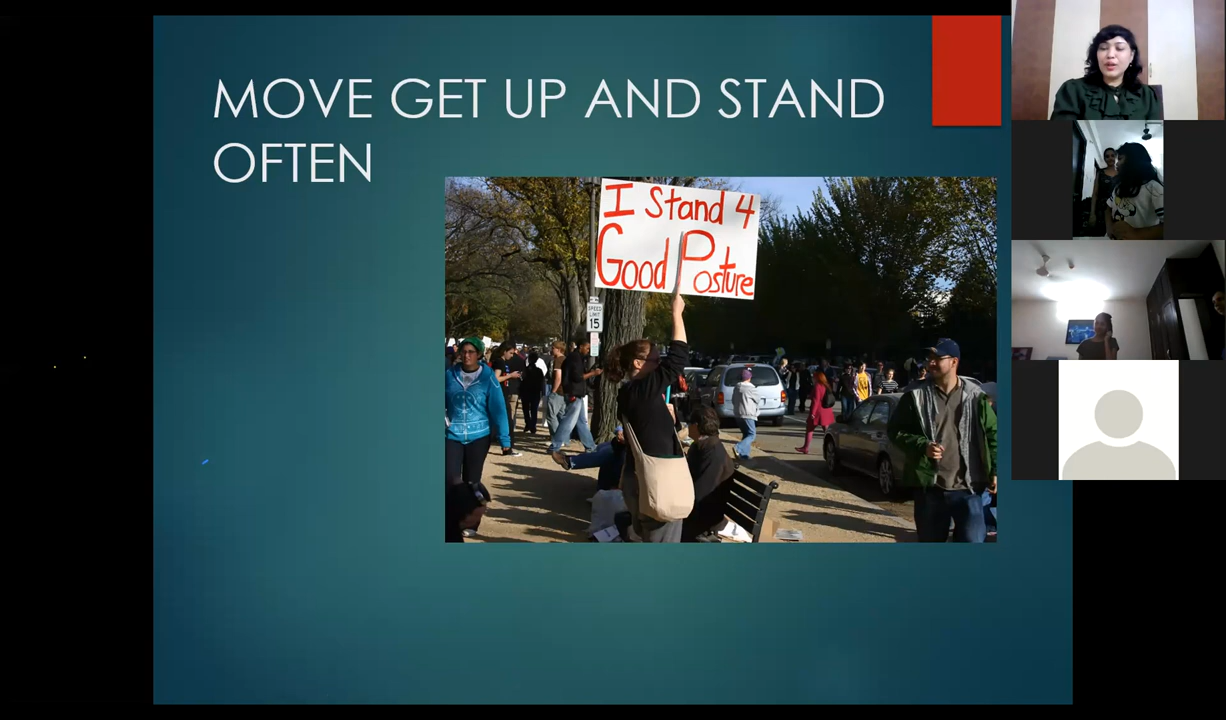 MOVE GET UP AND STAND
OFTEN
I Stand 4
Good Posture
SPEED
LIMIT
15